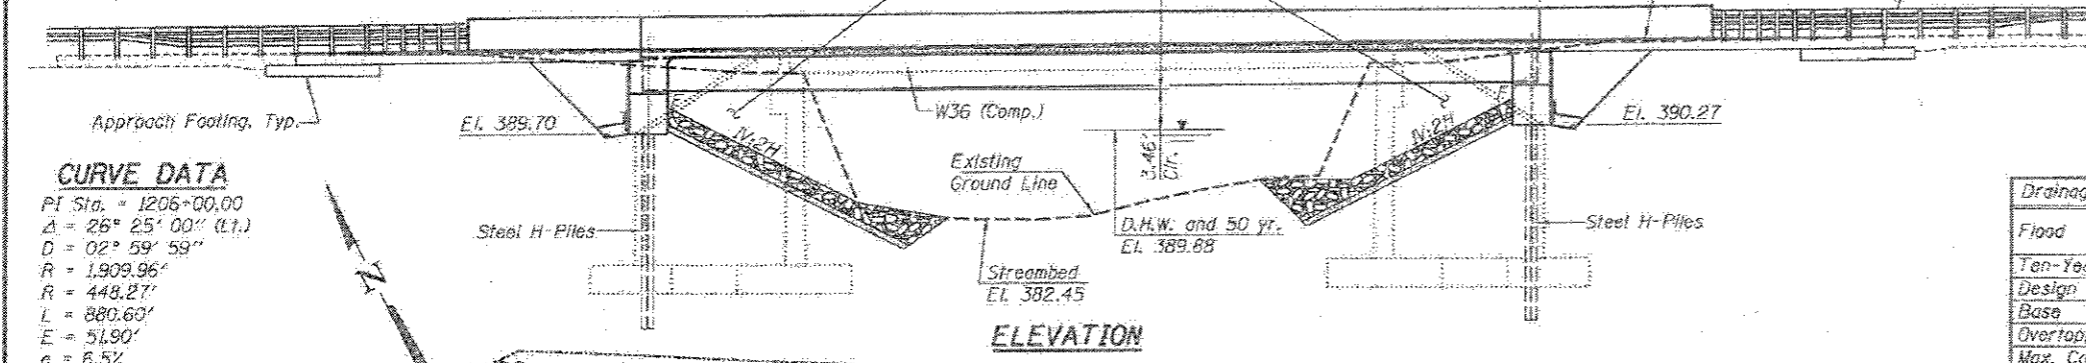 Approach Footing, Typ.
El. 389.70
W36 (Comp.)
El. 390.27
1V:2H
1V:2H
3.46'
Clr.
Existing
Ground Line
D.H.W. and 50 yr.
El. 389.88
Steel H-Piles
Steel H-Piles
Streambed
El. 382.45
ELEVATION
CURVE DATA
PI Sta. = 1206+00.00
Δ = 26° 25' 00" (Lt.)
D = 02° 59' 59"
R = 1,909.96'
R = 448.27'
L = 880.60'
E = 51.90'
e = 6.5%
N
Drainag
Flood
Ten-Yea
Design
Base
Overtop
Max. Ca